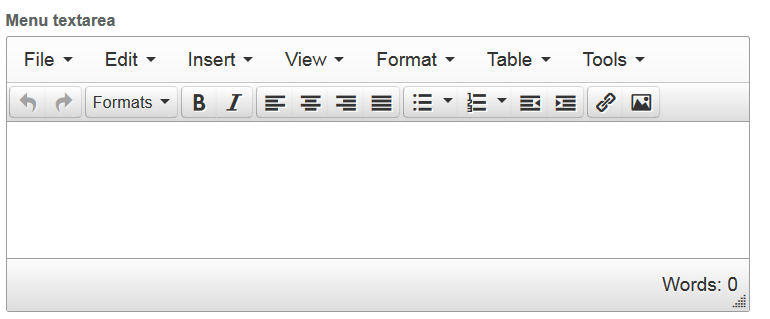 Menu textarea
File Edit Insert View Format Table Tools
Formats B I
Words: 0